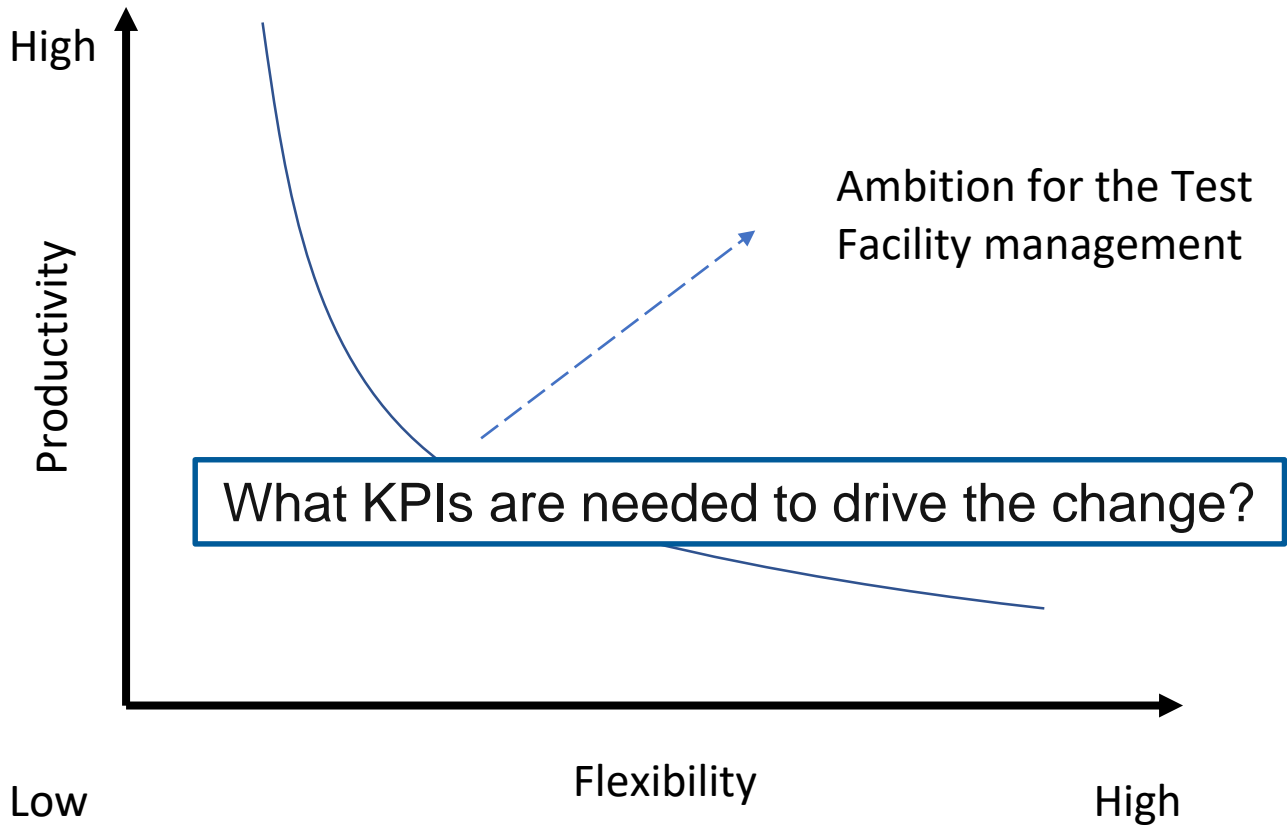 High
Ambition for the Test
Facility management
Productivity
What KPIs are needed to drive the change?
Flexibility
Low
High